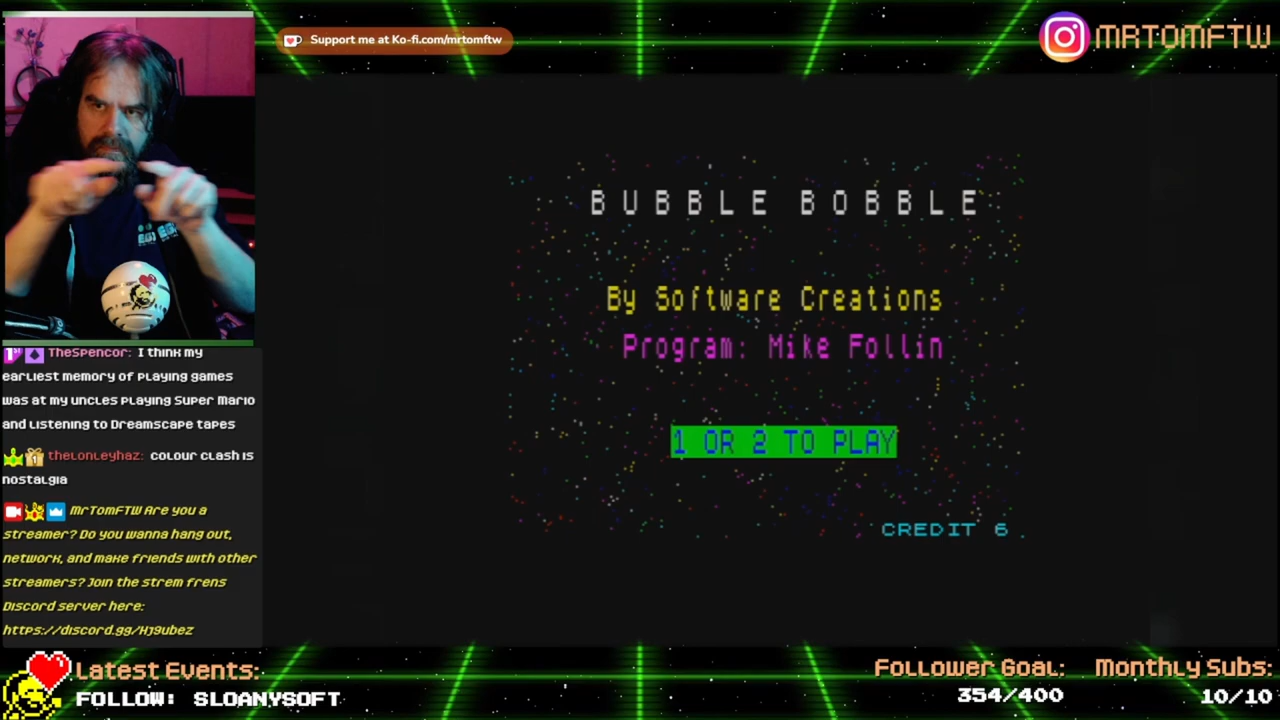 Support me at Ko-fi.com/mrtomftw
MRTOMFTW
BUBBLE BOBBLE
By Software Creations
Program: Mike Follin
1 OR 2 TO PLAY
CREDIT 6
TheSpencor: I think my
earliest memory of playing games
was at my uncles playing Super Mario
and listening to Dreamscape tapes
thelonleyhaz: colour clash is
nostalgia
MrTomFTW Are you a
streamer? Do you wanna hang out,
network, and make friends with other
streamers? Join the strem frens
Discord server here:
https://discord.gg/Hj9ubez
Latest Events:
FOLLOW: SLOANYSOFT
Follower Goal:
354/400
Monthly Subs:
10/10